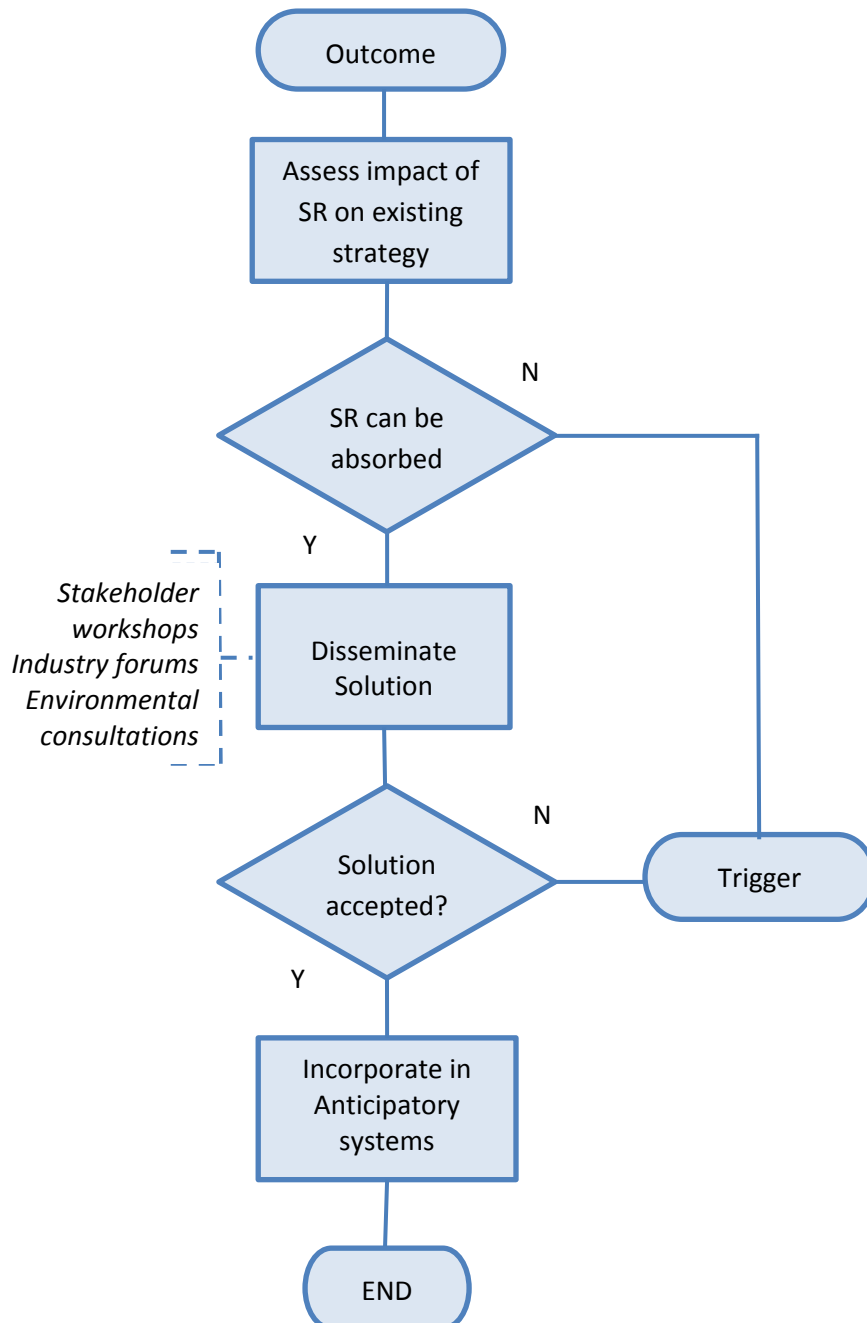 Outcome
Assess impact of
SR on existing
strategy
N
SR can be
absorbed
Y
Stakeholder
workshops
Industry forums
Environmental
consultations
Disseminate
Solution
N
Solution
accepted?
Trigger
Y
Incorporate in
Anticipatory
systems
END